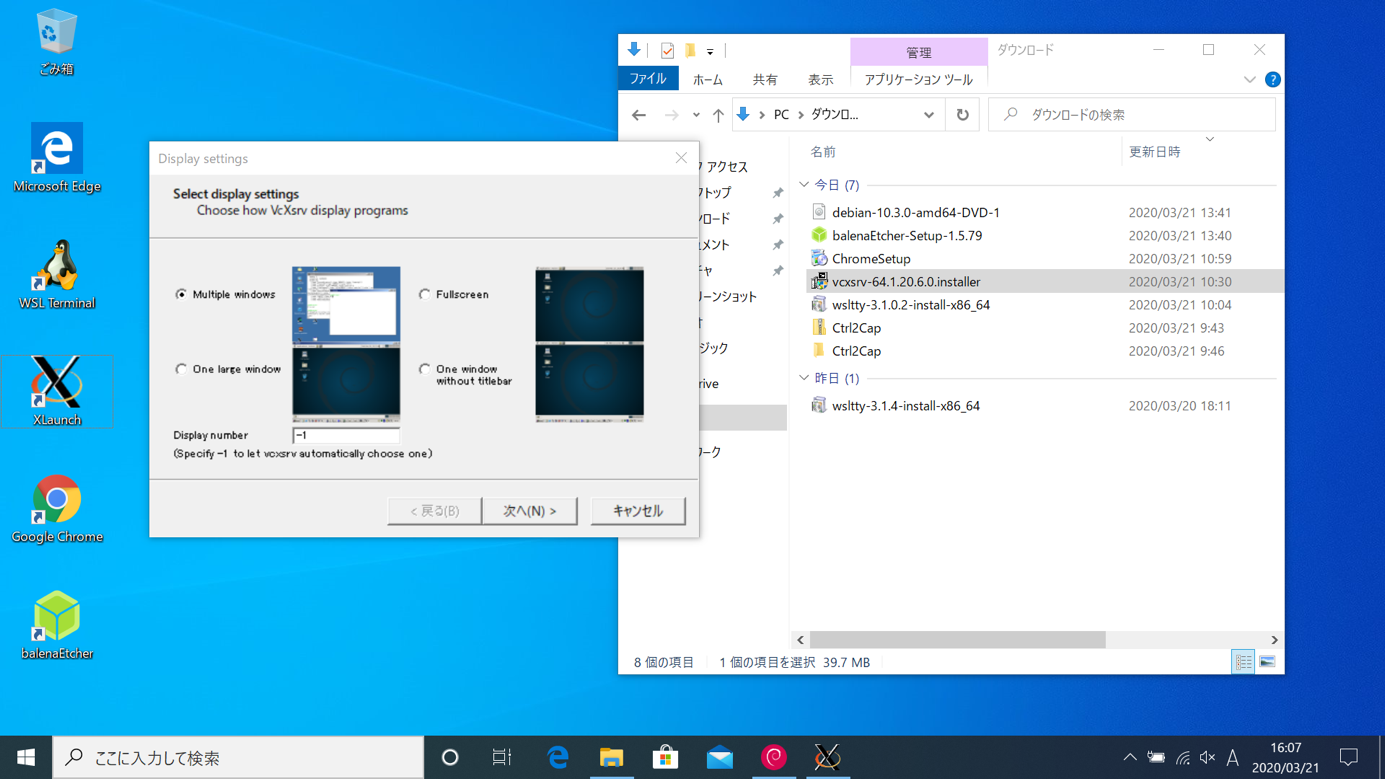 ごみ箱
Microsoft Edge
WSL Terminal
XLaunch
Google Chrome
balenaEtcher
Display settings
Select display settings
Choose how VcXsrv display programs
Multiple windows
Fullscreen
One large window
One window
without titlebar
Display number
-1
(Specify -1 to let vcxsrv automatically choose one)
< 戻る(B)
次へ(N) >
キャンセル
管理
ダウンロード
ファイル
ホーム
共有
表示
アプリケーション ツール
PC
ダウンロ...
ダウンロードの検索
アクセス
トップ
ロード
ュメント
チャ
リーンショット
ジック
rive
ワーク
名前
更新日時
今日 (7)
debian-10.3.0-amd64-DVD-1 2020/03/21 13:41
balenaEtcher-Setup-1.5.79 2020/03/21 13:40
ChromeSetup 2020/03/21 10:59
vcxsrv-64.1.20.6.0.installer 2020/03/21 10:30
wsltty-3.1.0.2-install-x86_64 2020/03/21 10:04
Ctrl2Cap 2020/03/21 9:43
Ctrl2Cap 2020/03/21 9:46
昨日 (1)
wsltty-3.1.4-install-x86_64 2020/03/20 18:11
8 個の項目
1 個の項目を選択 39.7 MB
ここに入力して検索
A
16:07
2020/03/21